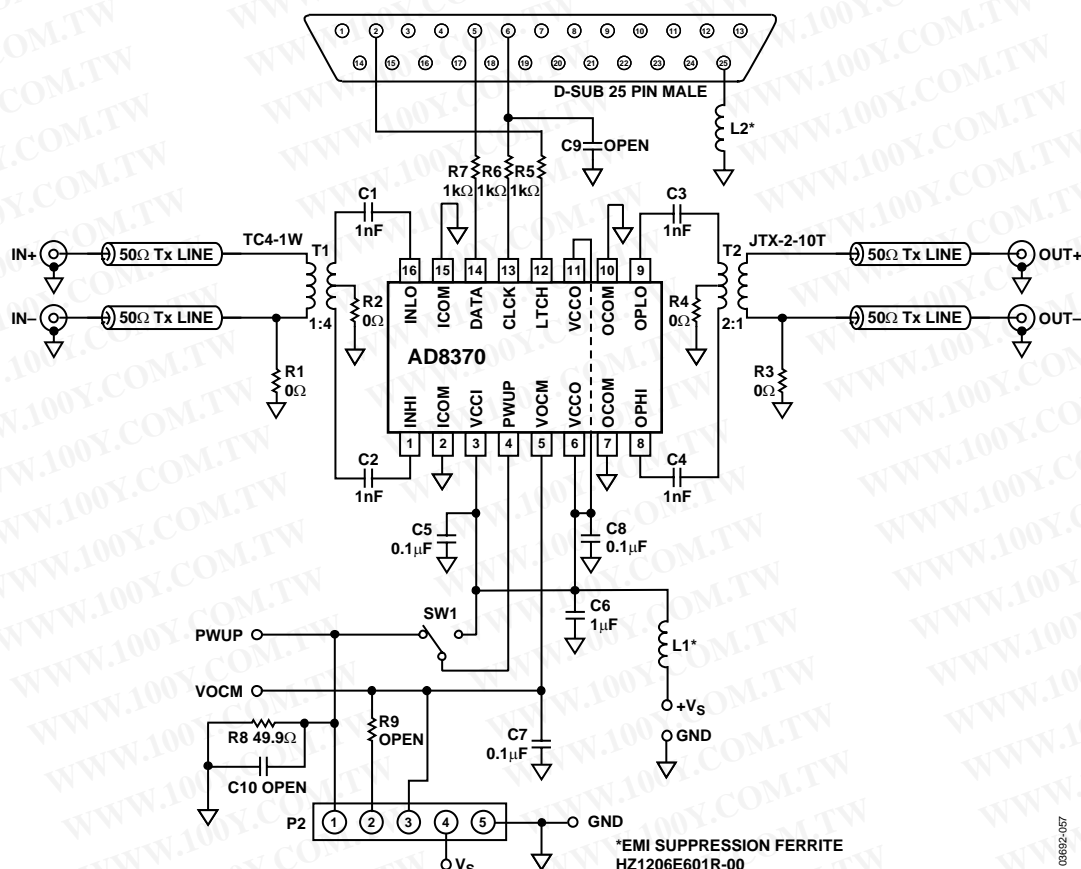 1 2 3 4 5 6 7 8 9 10 11 12 13
14 15 16 17 18 19 20 21 22 23 24 25
D-SUB 25 PIN MALE
L2*
C9 OPEN
R7 R6 R5
1kΩ 1kΩ 1kΩ
C1
1nF
C3
1nF
TC4-1W
T1
T2
JTX-2-10T
IN+
50Ω Tx LINE
50Ω Tx LINE
OUT+
16 15 14 13 12 11 10 9
INLO ICOM DATA CLCK LTCH VCCO OCOM OPLO
R2
0Ω
R4
0Ω
IN–
50Ω Tx LINE
1:4
2:1
50Ω Tx LINE
OUT–
AD8370
R1
0Ω
R3
0Ω
INHI ICOM VCCI PWUP VOCM VCCO OCOM OPHI
1 2 3 4 5 6 7 8
C2
1nF
C4
1nF
C5
0.1μF
C8
0.1μF
C6
1μF
SW1
PWUP
L1*
VOCM
+VS
R8 49.9Ω
R9
OPEN
C7
0.1μF
GND
C10 OPEN
P2
1 2 3 4 5
GND
VS
*EMI SUPPRESSION FERRITE
HZ1206E601R-00
03692-057
WWW.100Y.COM.TW